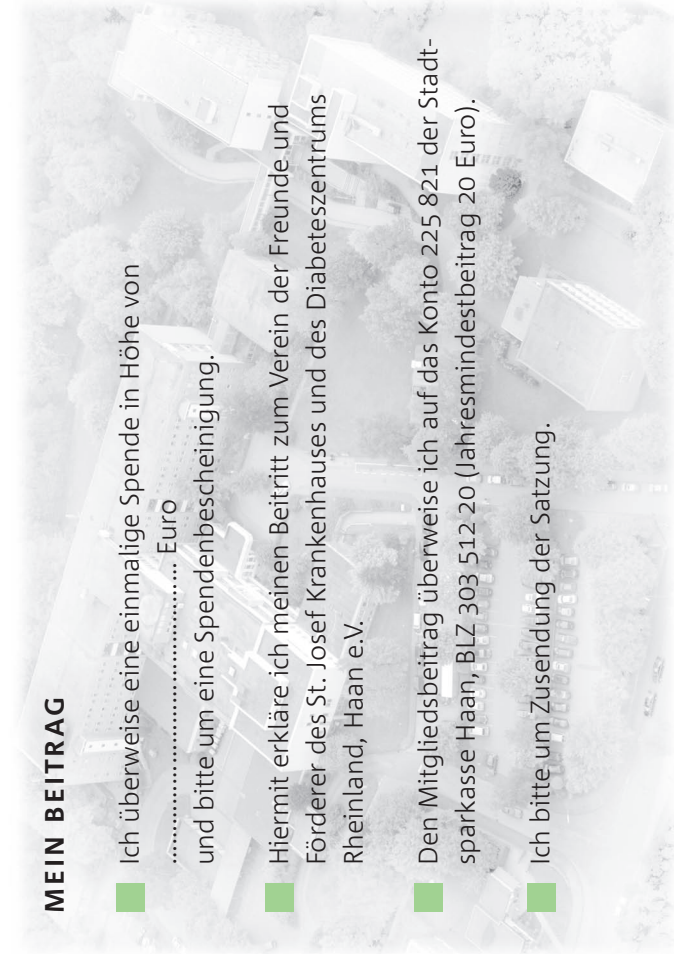 MEIN BEITRAG
Ich überweise eine einmalige Spende in Höhe von
........................................ Euro
und bitte um eine Spendenbescheinigung.
Hiermit erkläre ich meinen Beitritt zum Verein der Freunde und
Förderer des St. Josef Krankenhauses und des Diabeteszentrums
Rheinland, Haan e.V.
Den Mitgliedsbeitrag überweise ich auf das Konto 225 821 der Stadt-
sparkasse Haan, BLZ 303 512 20 (Jahresmindestbeitrag 20 Euro).
Ich bitte um Zusendung der Satzung.